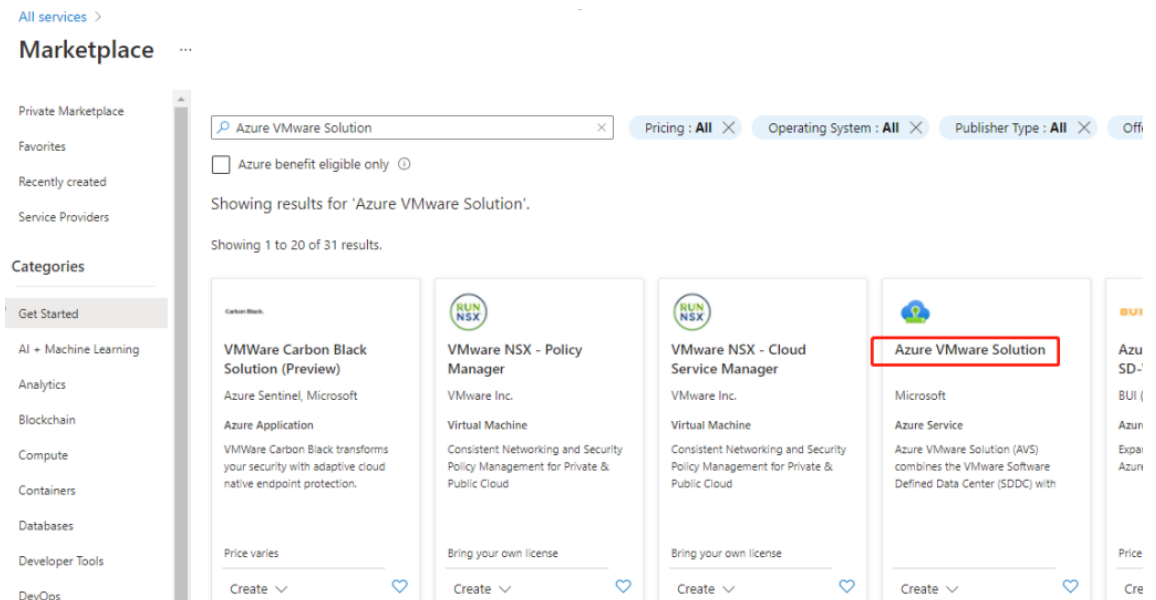 All services >
Marketplace ...
Private Marketplace
Favorites
Recently created
Service Providers
Categories
Get Started
AI + Machine Learning
Analytics
Blockchain
Compute
Containers
Databases
Developer Tools
DevOps
Azure VMware Solution
Pricing : All
Operating System : All
Publisher Type : All
Azure benefit eligible only
Showing results for 'Azure VMware Solution'.
Showing 1 to 20 of 31 results.
Carbon Black.
VMWare Carbon Black
Solution (Preview)
Azure Sentinel, Microsoft
Azure Application
VMWare Carbon Black transforms
your security with adaptive cloud
native endpoint protection.
Price varies
Create
RUN
NSX
VMware NSX - Policy
Manager
VMware Inc.
Virtual Machine
Consistent Networking and Security
Policy Management for Private &
Public Cloud
Bring your own license
Create
RUN
NSX
VMware NSX - Cloud
Service Manager
VMware Inc.
Virtual Machine
Consistent Networking and Security
Policy Management for Private &
Public Cloud
Bring your own license
Create
Azure VMware Solution
Microsoft
Azure Service
Azure VMware Solution (AVS)
combines the VMware Software
Defined Data Center (SDDC) with
Create
BUI
SD-
BUI (
Price